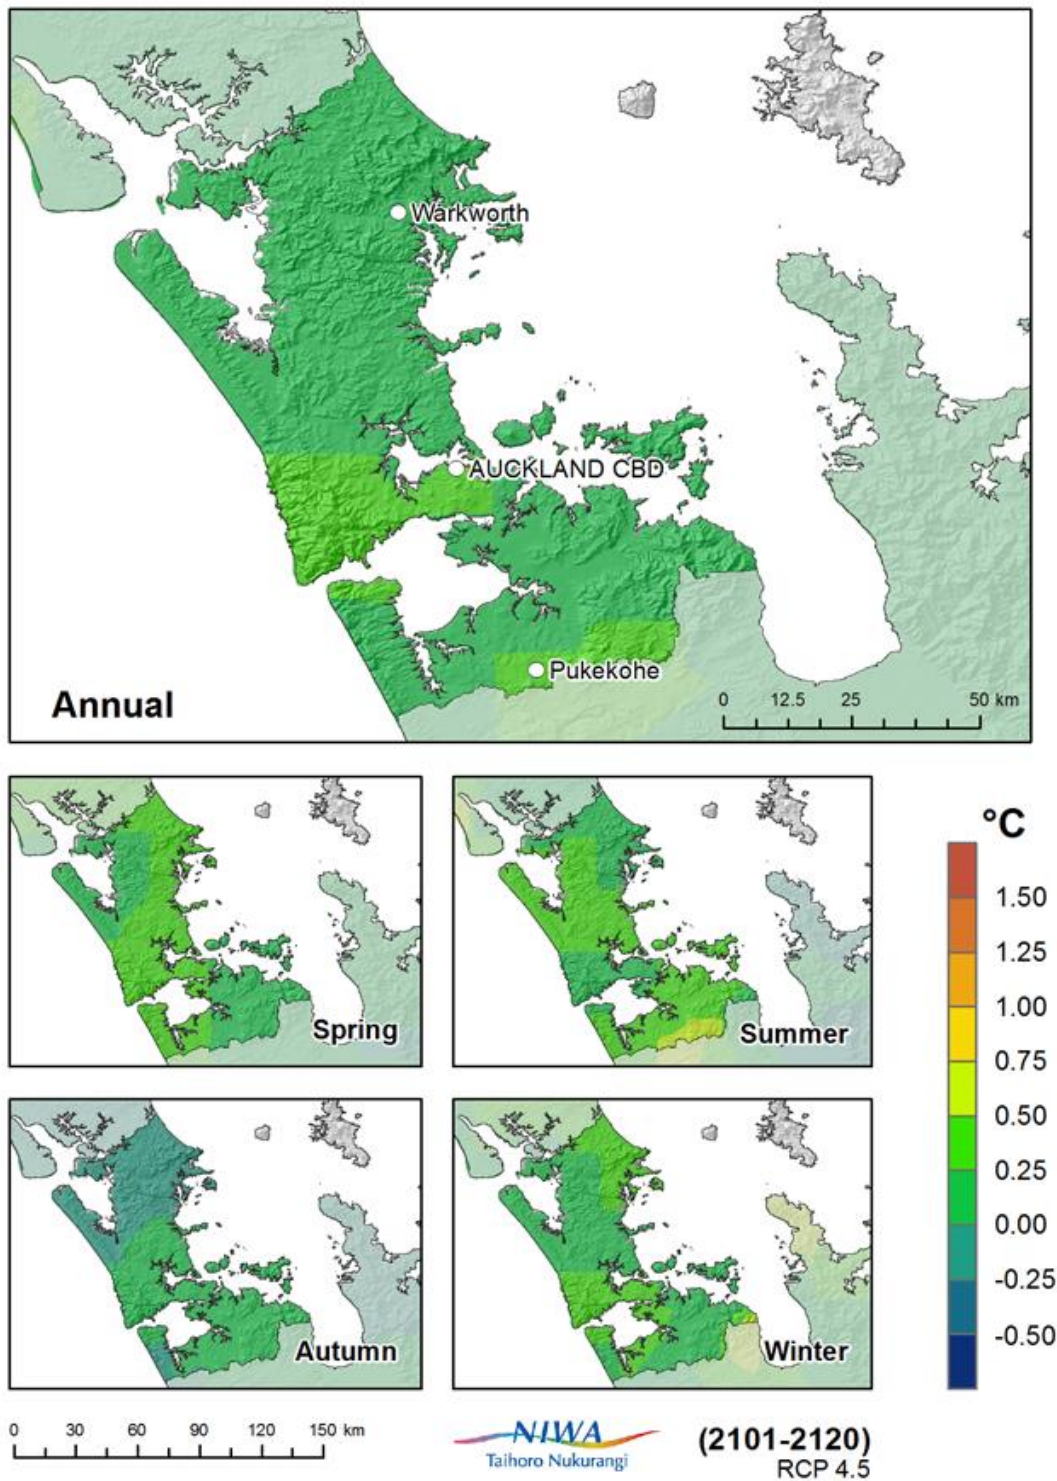 Warkworth
AUCKLAND CBD
Pukekohe
Annual
0 12.5 25 50 km
Spring
Summer
Autumn
Winter
°C
1.50
1.25
1.00
0.75
0.50
0.25
0.00
-0.25
-0.50
0 30 60 90 120 150 km
NIWA
Taihoro Nukurangi
(2101-2120)
RCP 4.5